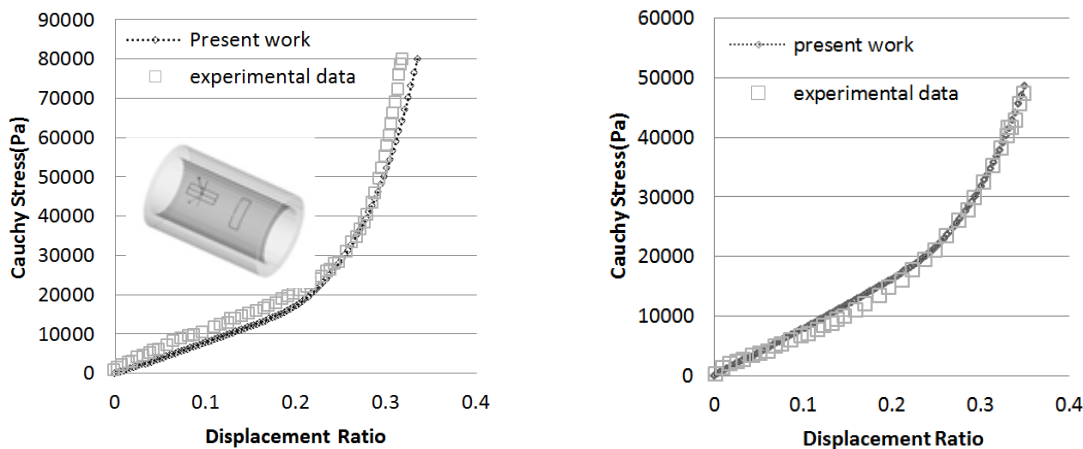 90000
80000
70000
60000
50000
40000
30000
20000
10000
0
Cauchy Stress(Pa)
Present work
experimental data
0 0.1 0.2 0.3 0.4
Displacement Ratio
60000
50000
40000
30000
20000
10000
0
Cauchy Stress(Pa)
present work
experimental data
0 0.1 0.2 0.3 0.4
Displacement Ratio